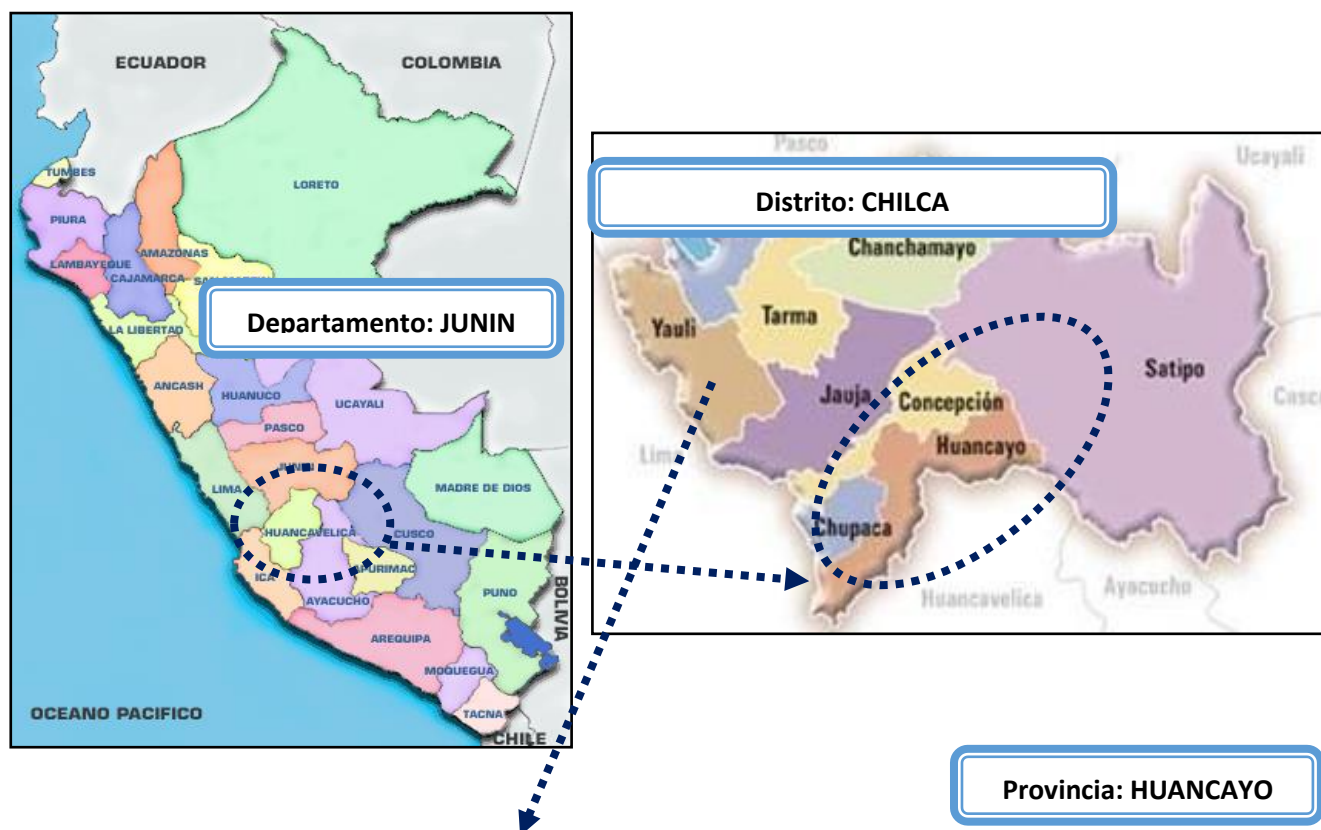 ECUADOR
COLOMBIA
TUMBES
LORETO
PIURA
AMAZONAS
LAMBAYEQUE
CAJAMARCA
Departamento: JUNIN
LA LIBERTAD
ANCASH
HUANUCO
UCAYALI
PASCO
JUNIN
LIMA
MADRE DE DIOS
HUANCAVELICA
CUSCO
ICA
APURIMAC
AYACUCHO
PUNO
BOLIVIA
AREQUIPA
MOQUEGUA
OCEANO PACIFICO
TACNA
CHILE
Pasco
Ucayali
Distrito: CHILCA
Chanchamayo
Tarma
Yauli
Satipo
Jauja
Concepción
Lima
Huancayo
Chupaca
Ayacucho
Huancavelica
Provincia: HUANCAYO